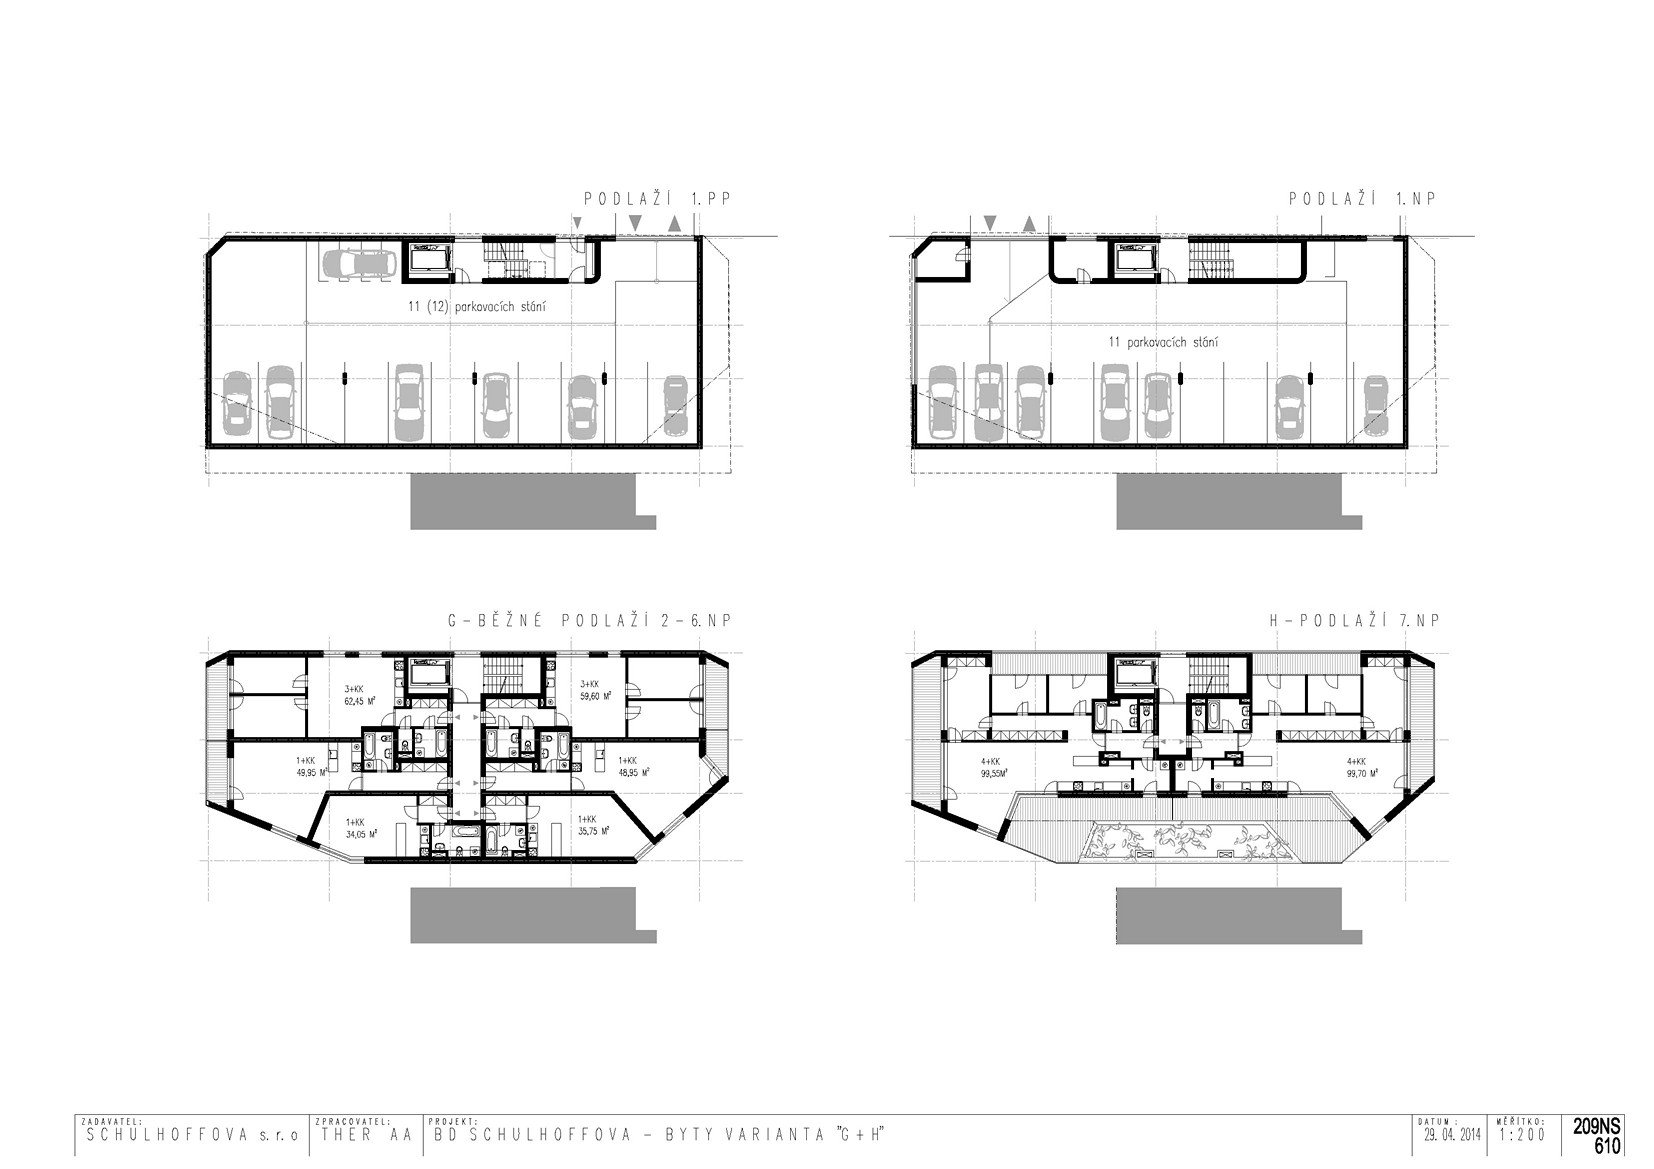 PODLAŽÍ 1.PP
11 (12) parkovacích stání
PODLAŽÍ 1.NP
11 parkovacích stání
G-BĚŽNÉ PODLAŽÍ 2-6.NP
3+KK
62,45 M²
3+KK
59,60 M²
1+KK
49,95 M²
1+KK
48,95 M²
1+KK
34,05 M²
1+KK
35,75 M²
H-PODLAŽÍ 7.NP
4+KK
99,55M²
4+KK
99,70 M²
ZADAVATEL:
SCHULHOFFOVA s.r.o
ZPRACOVATEL:
THER AA
PROJEKT:
BD SCHULHOFFOVA - BYTY VARIANTA "G+H"
DATUM:
29. 04. 2014
MĚŘÍTKO:
1:200
209NS
610